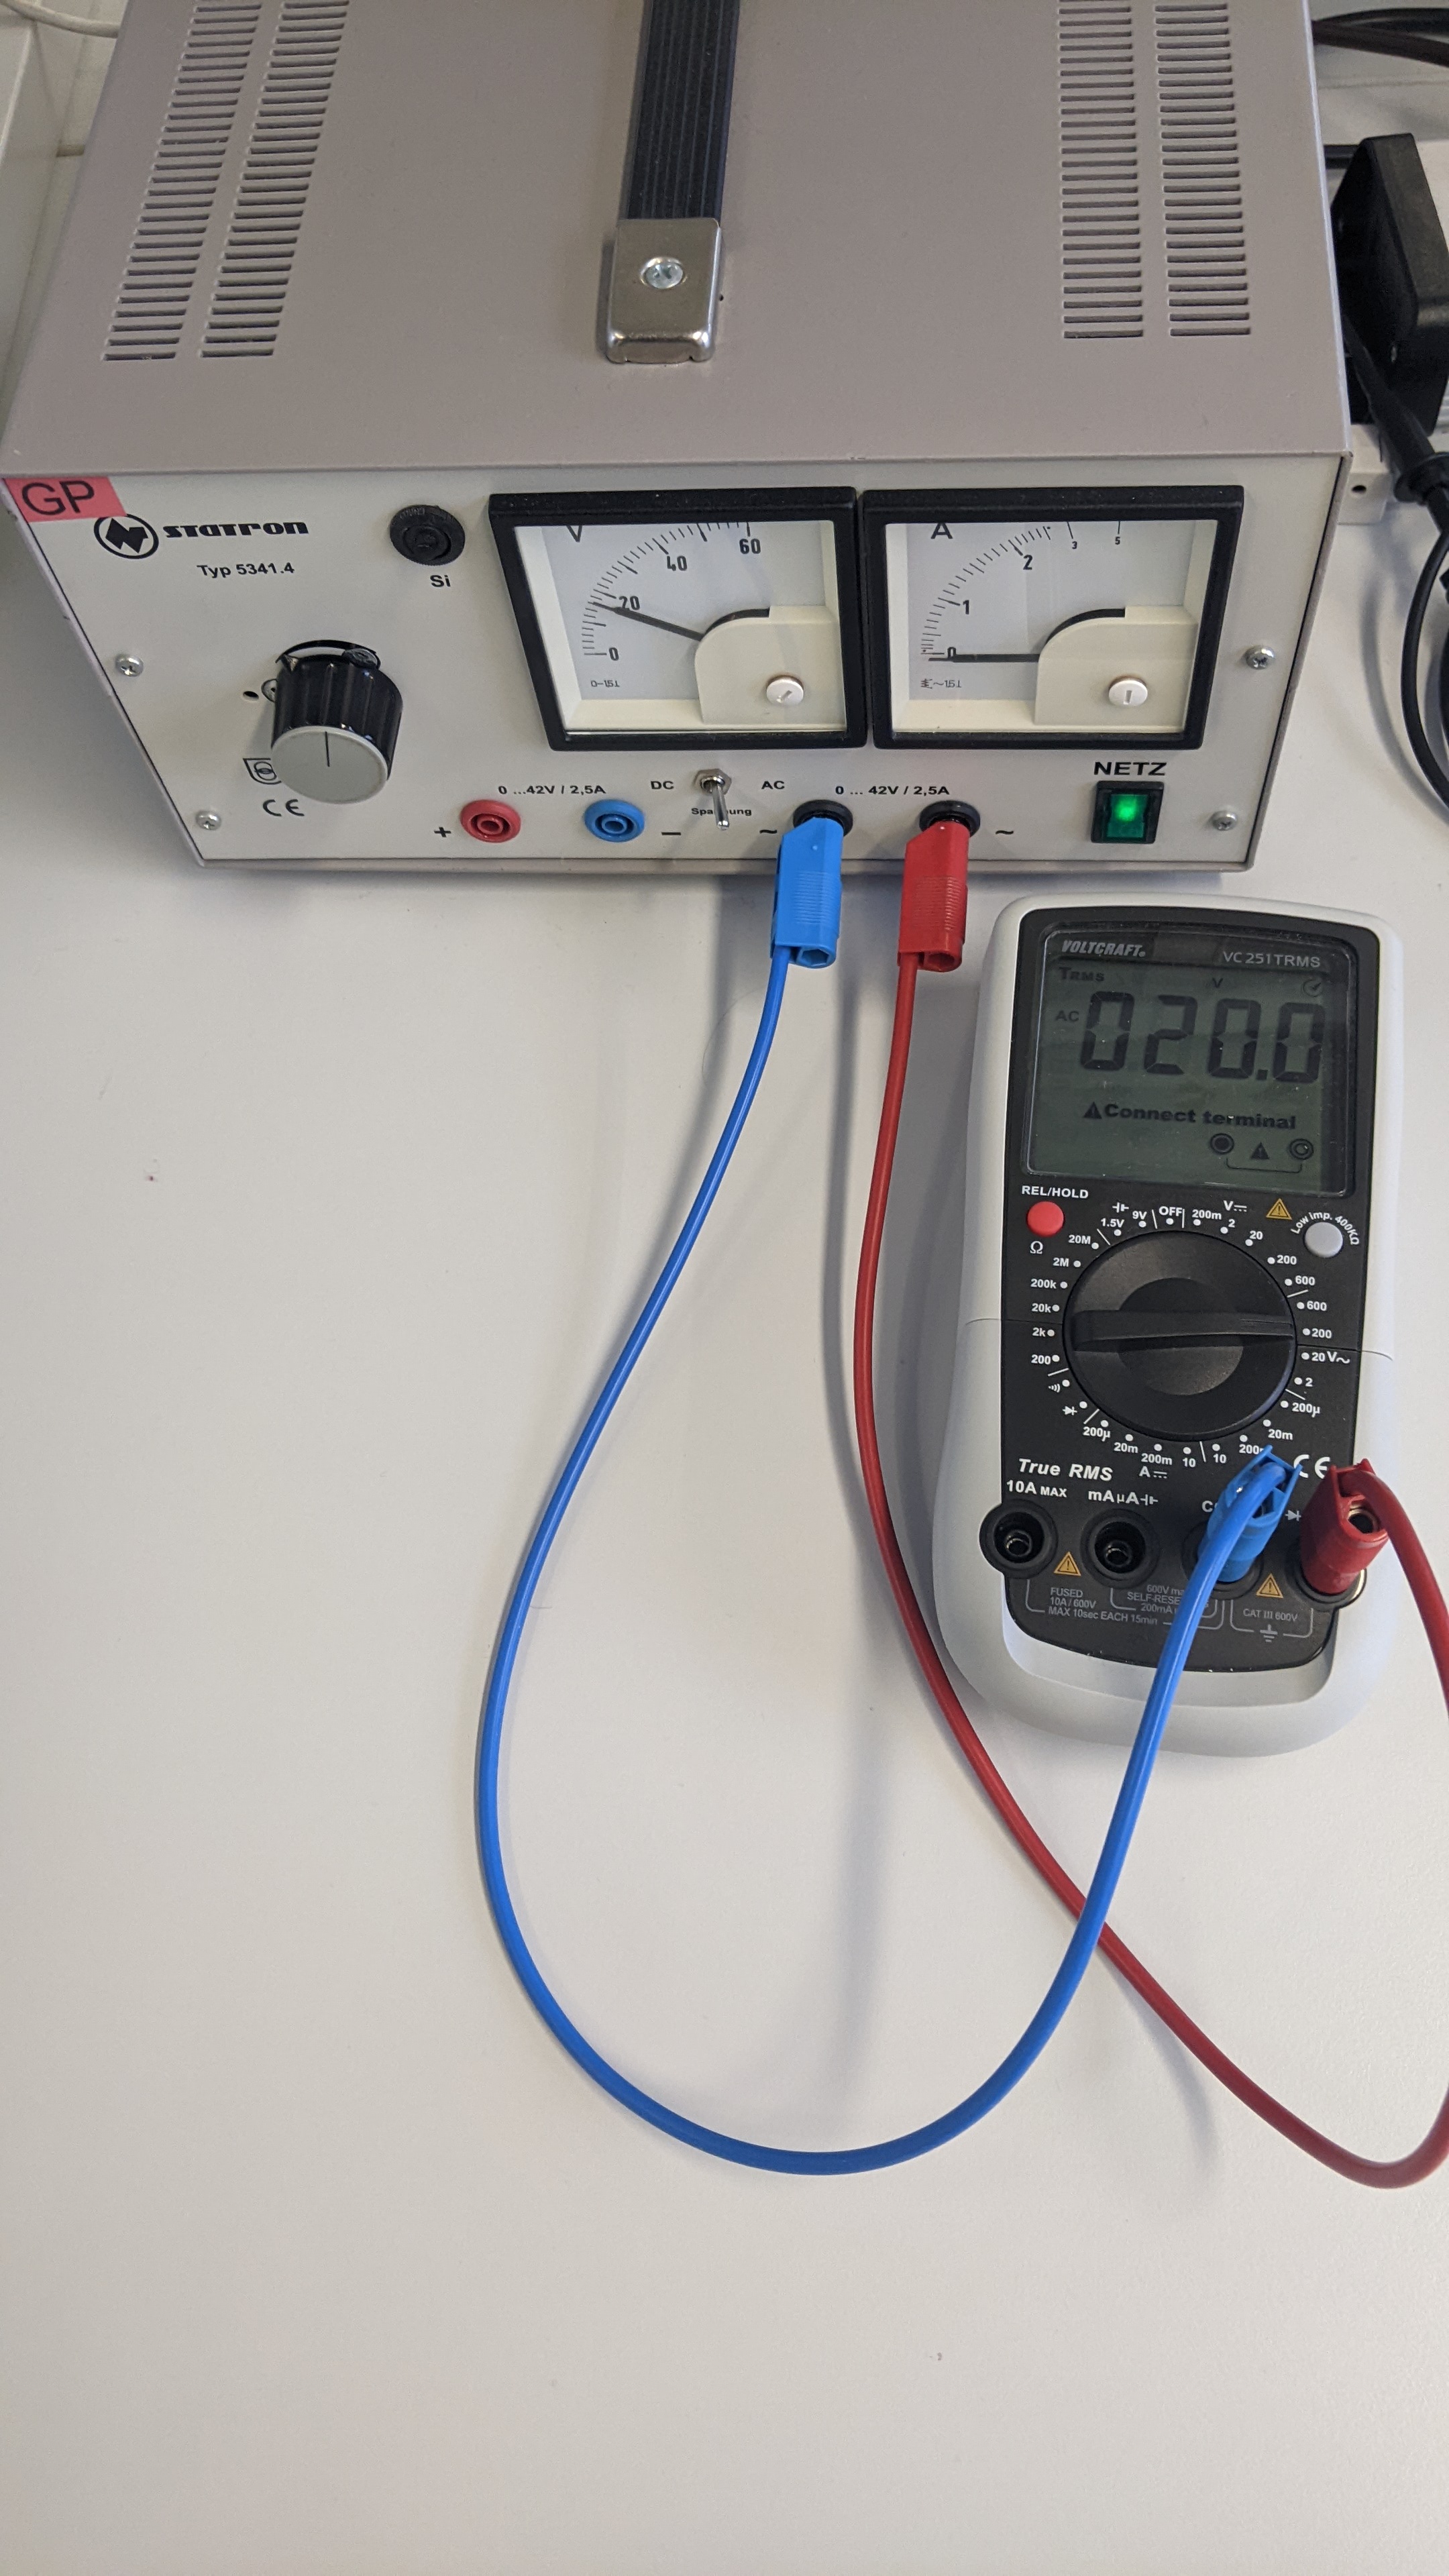 GP
STATRON
Typ 5341.4
Si
V
0
20
40
60
A
0
1
2
3
5
0 ...42V / 2,5A
DC
AC
0 ... 42V / 2,5A
NETZ
+
−
~
~
CE
VOLTCRAFT®
VC 251TRMS
TRMS
V
AC
020.0
Connect terminal
REL/HOLD
Low imp. 400KΩ
Ω
20M
2M
200k
20k
2k
200
1.5V
9V
OFF
200m
V
2
20
200
600
600
200
20 V~
2
200µ
20m
10
10
200m
A
20m
200µ
True RMS
CE
10A MAX
mAµA
FUSED
10A / 600V
MAX 10sec EACH 15min
CAT III 600V